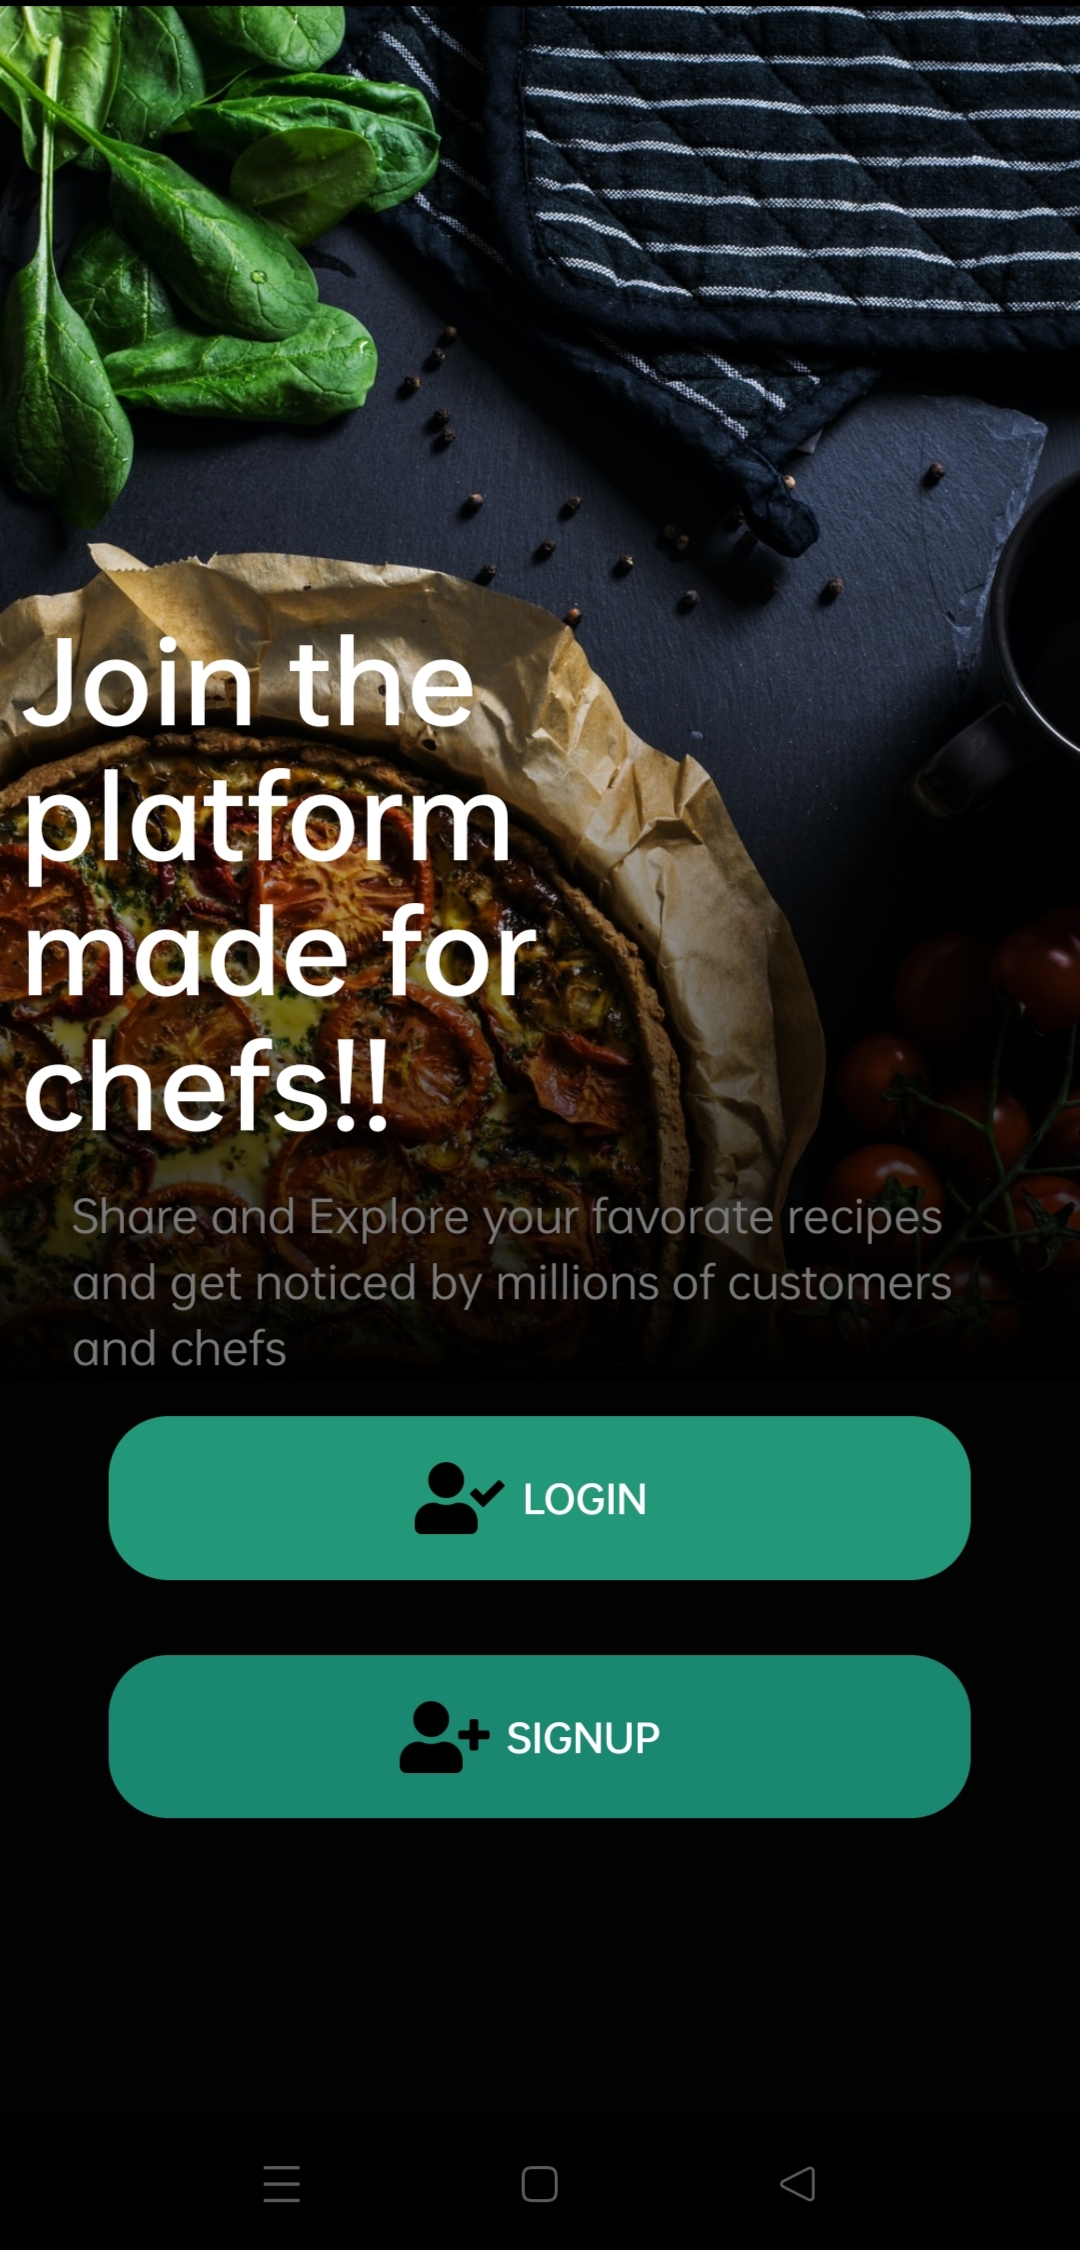 Join the
platform
made for
chefs!!
Share and Explore your favorate recipes
and get noticed by millions of customers
and chefs
LOGIN
SIGNUP